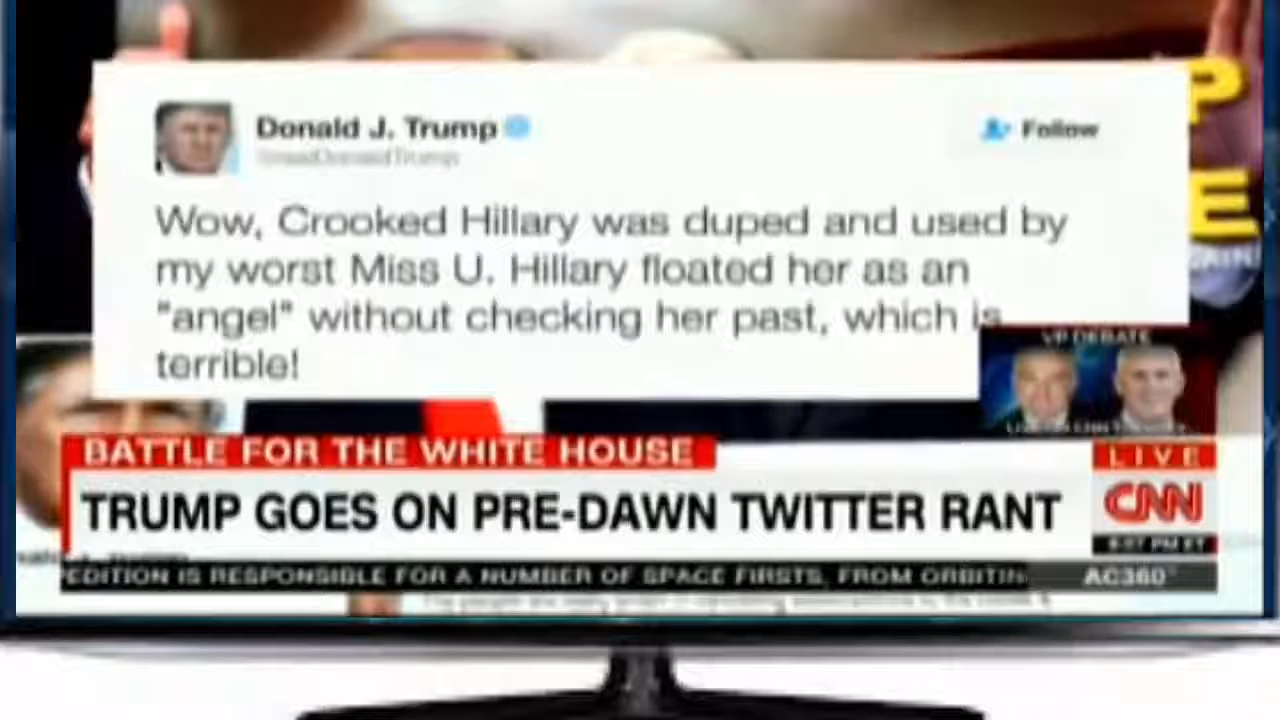 Donald J. Trump
Follow
Wow, Crooked Hillary was duped and used by
my worst Miss U. Hillary floated her as an
"angel" without checking her past, which is
terrible!
P
E
VP DEBATE
BATTLE FOR THE WHITE HOUSE
LIVE
TRUMP GOES ON PRE-DAWN TWITTER RANT
CNN
EDITION IS RESPONSIBLE FOR A NUMBER OF SPACE FIRSTS, FROM ORBITIN
AC360°